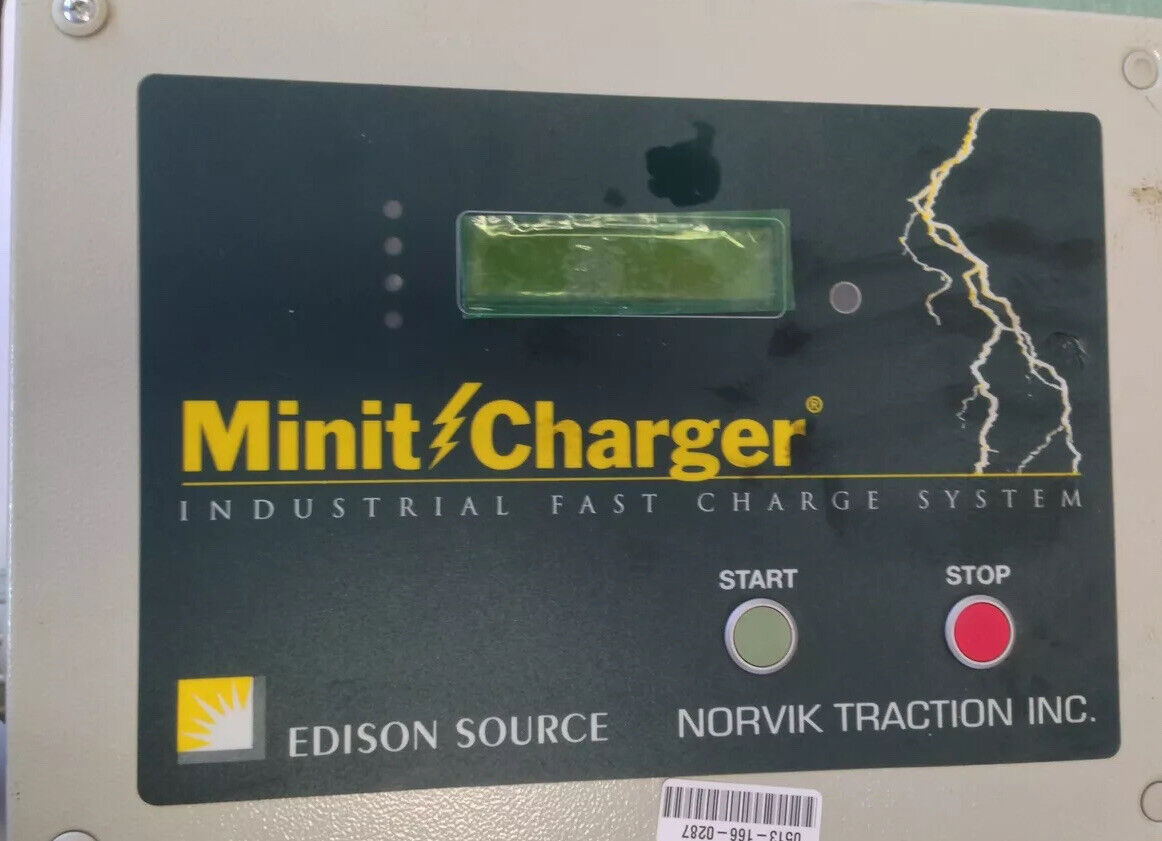 Minit Charger®
INDUSTRIAL FAST CHARGE SYSTEM
START
STOP
EDISON SOURCE
NORVIK TRACTION INC.
0513-166-0287